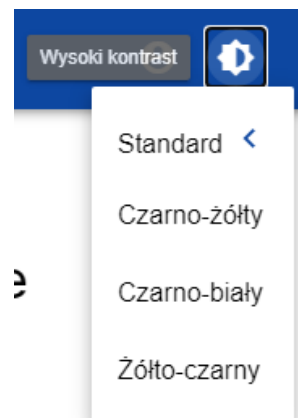 Wysoki kontrast
Standard
Czarno-żółty
e
Czarno-biały
Żółto-czarny